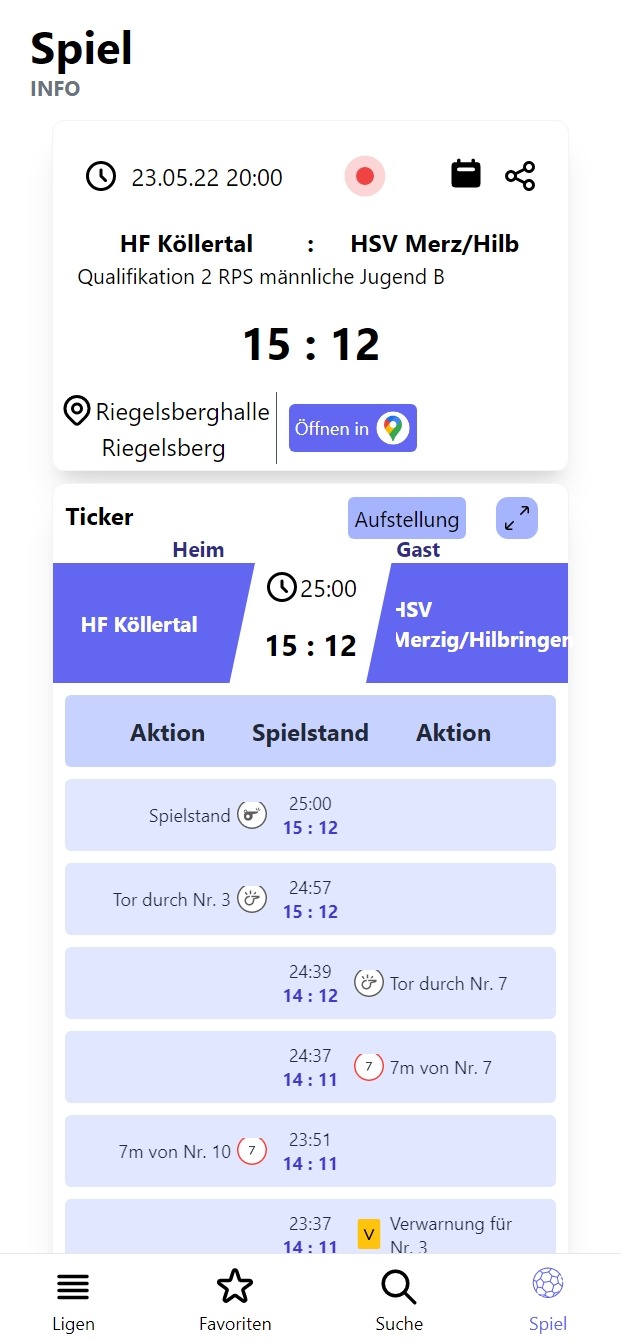 Spiel
INFO
23.05.22 20:00
HF Köllertal : HSV Merz/Hilb
Qualifikation 2 RPS männliche Jugend B
15 : 12
Riegelsberghalle
Riegelsberg
Öffnen in
Ticker
Aufstellung
Heim
Gast
25:00
HF Köllertal
15 : 12
HSV
Merzig/Hilbringen
Aktion Spielstand Aktion
Spielstand
25:00
15 : 12
Tor durch Nr. 3
24:57
15 : 12
24:39
14 : 12
Tor durch Nr. 7
24:37
14 : 11
7 7m von Nr. 7
7m von Nr. 10 7
23:51
14 : 11
23:37
14 : 11
V
Verwarnung für
Nr. 3
Ligen
Favoriten
Suche
Spiel